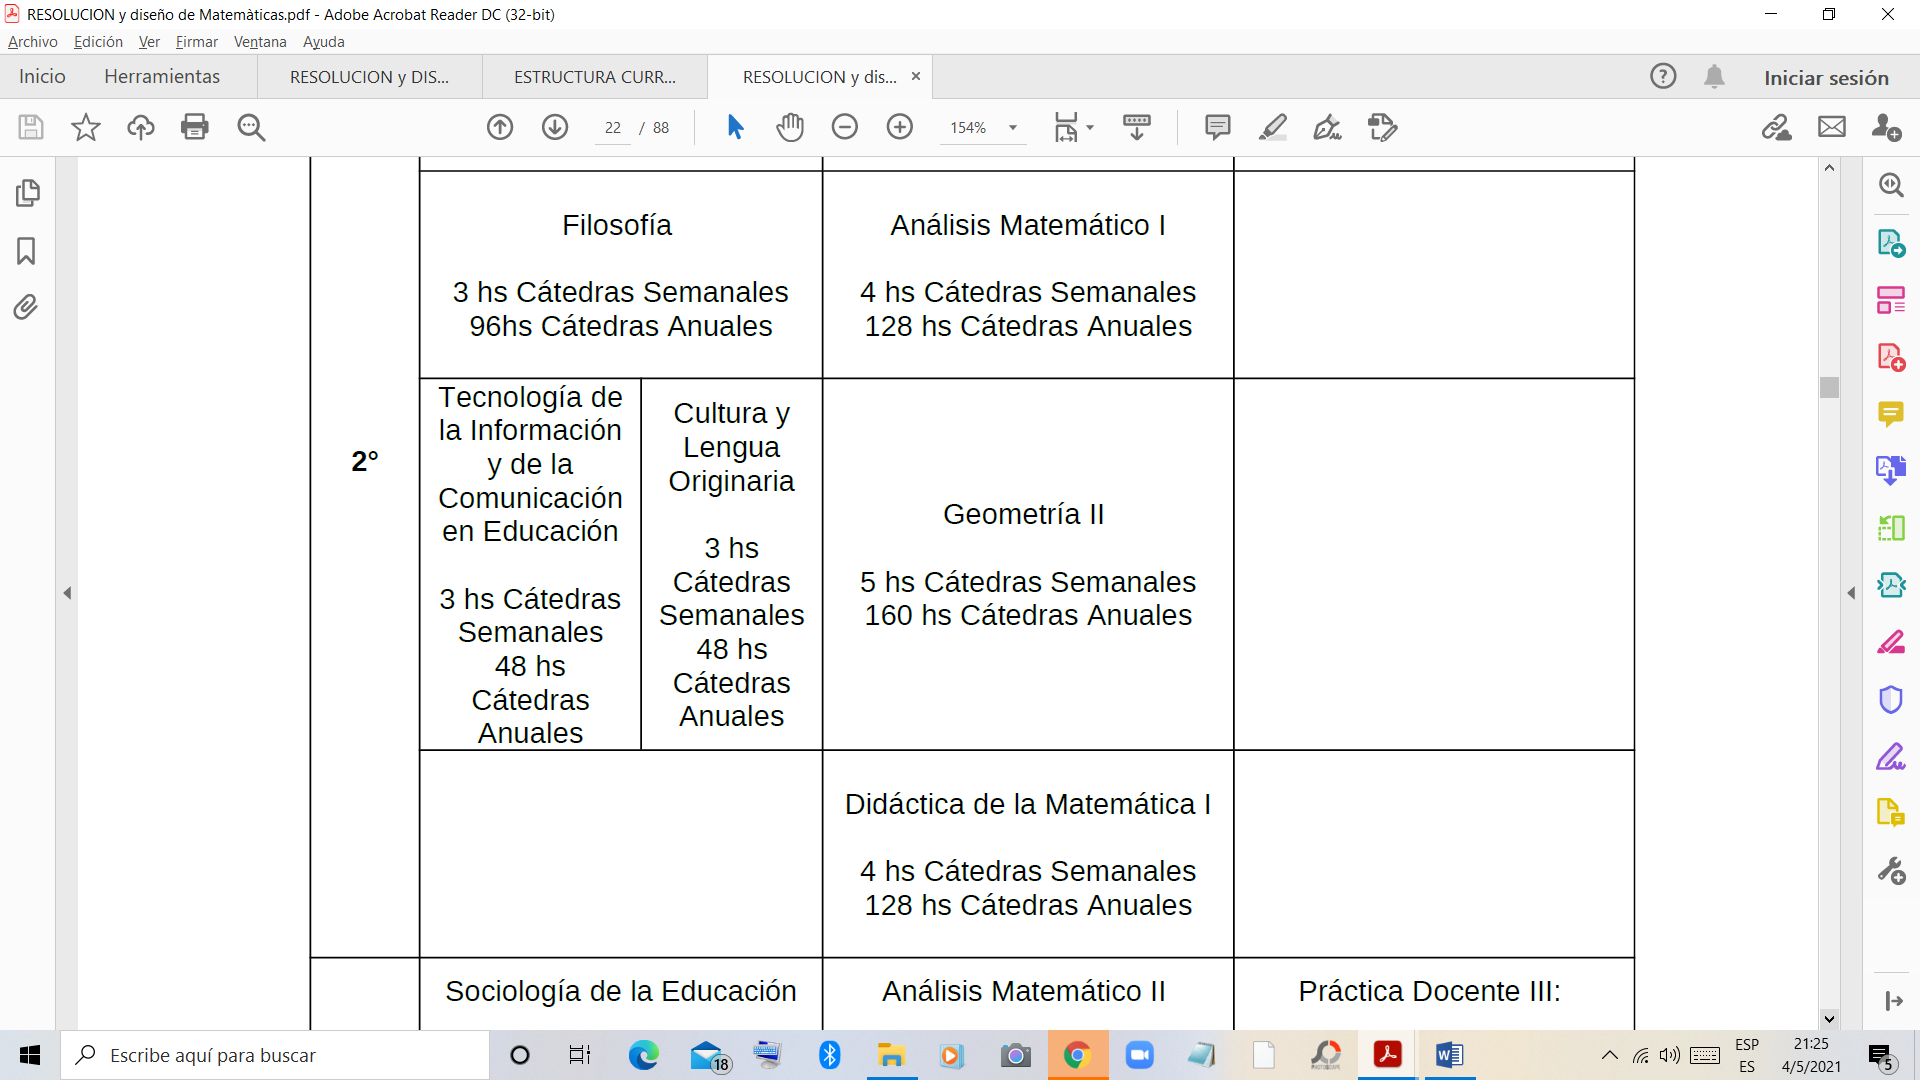 RESOLUCION y diseño de Matemàticas.pdf - Adobe Acrobat Reader DC (32-bit)
Archivo Edición Ver Firmar Ventana Ayuda
Inicio Herramientas RESOLUCION y DIS... ESTRUCTURA CURR... RESOLUCION y dis... × Iniciar sesión
22 / 88 154%
Filosofía
3 hs Cátedras Semanales
96hs Cátedras Anuales
Análisis Matemático I
4 hs Cátedras Semanales
128 hs Cátedras Anuales
2°
Tecnología de
la Información
y de la
Comunicación
en Educación
3 hs Cátedras
Semanales
48 hs
Cátedras
Anuales
Cultura y
Lengua
Originaria
3 hs
Cátedras
Semanales
48 hs
Cátedras
Anuales
Geometría II
5 hs Cátedras Semanales
160 hs Cátedras Anuales
Didáctica de la Matemática I
4 hs Cátedras Semanales
128 hs Cátedras Anuales
Sociología de la Educación
Análisis Matemático II
Práctica Docente III:
Escribe aquí para buscar
18
PHOTOSCAPE
ESP
ES
21:25
4/5/2021
5